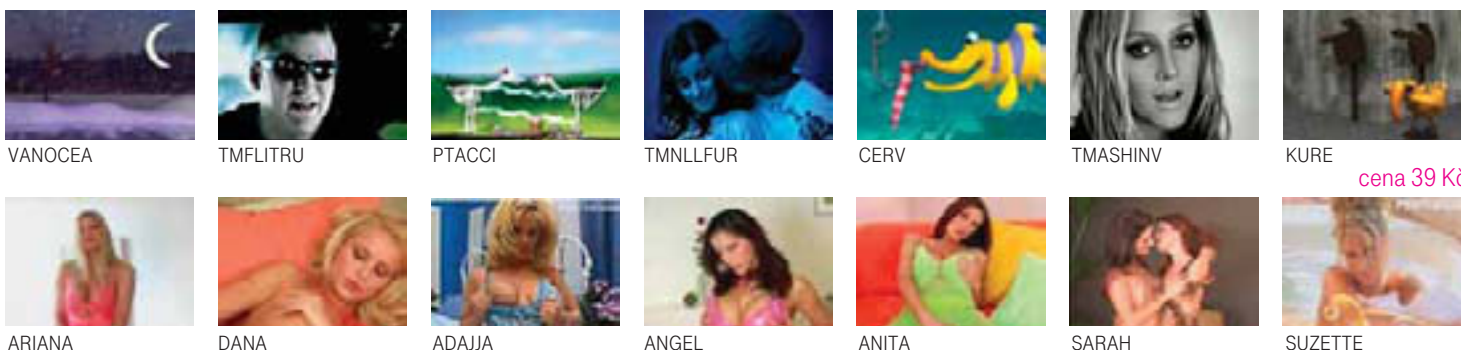 VANOCEA TMFLITRU PTACCI TMNLLFUR CERV TMASHINV KURE
cena 39 Kč
ARIANA DANA ADAJJA ANGEL ANITA SARAH SUZETTE